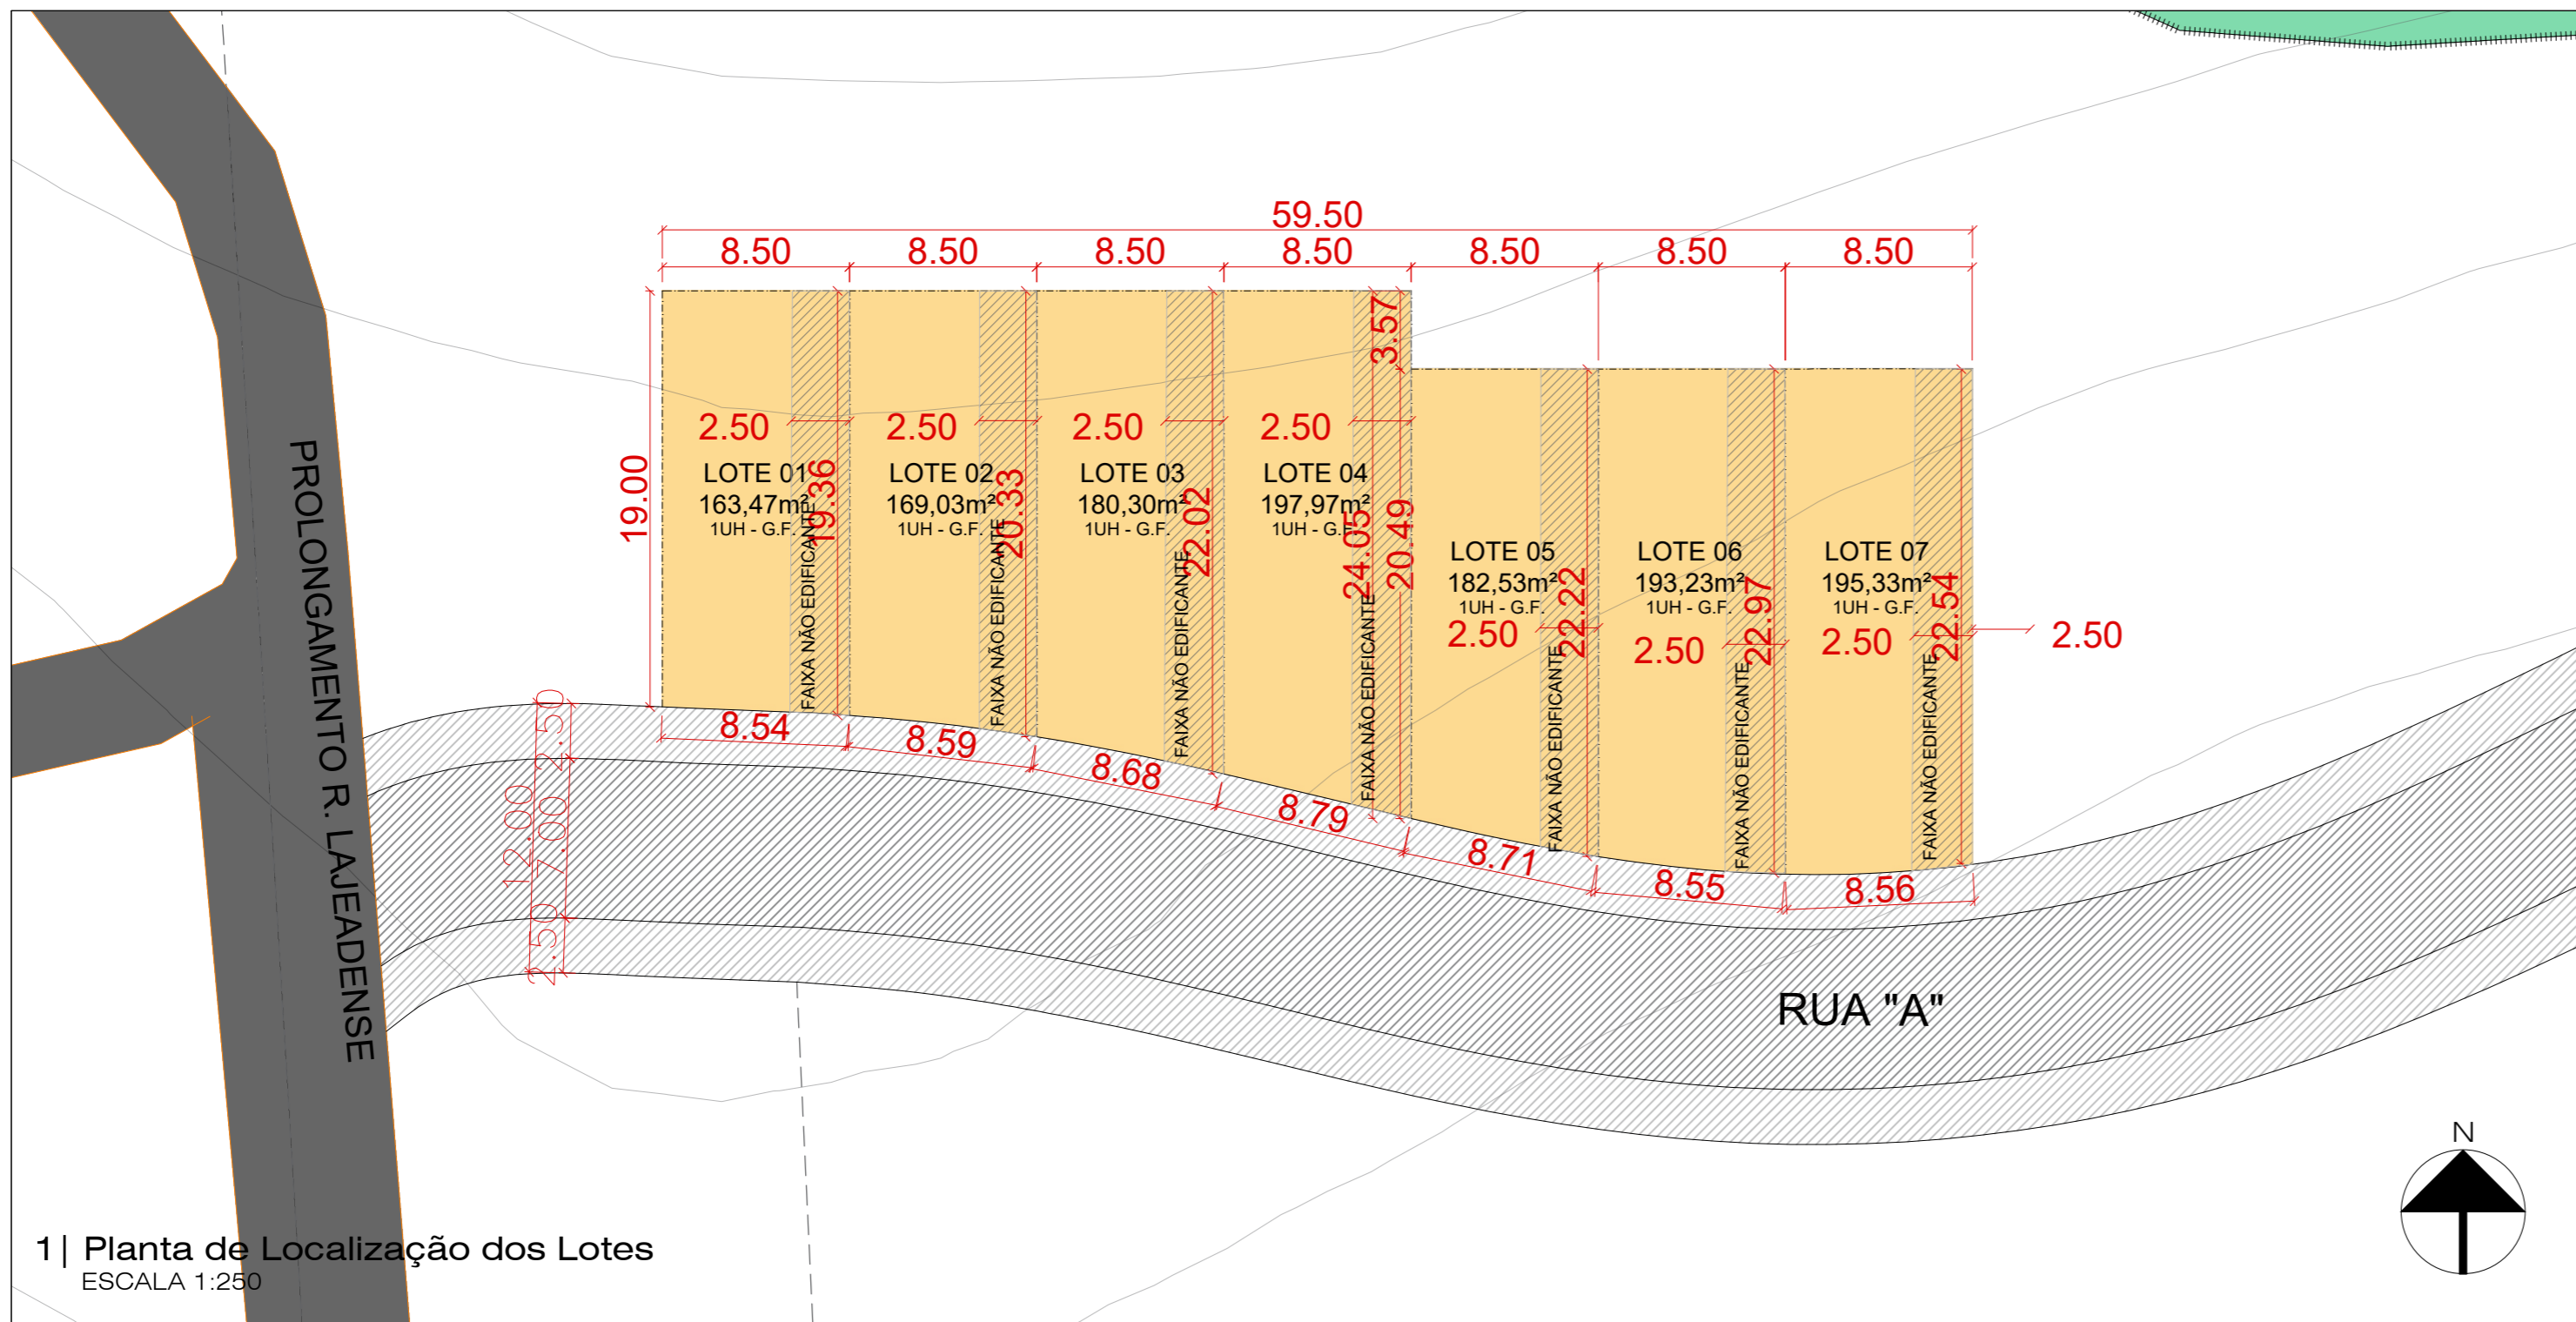 59.50
8.50
8.50
8.50
8.50
8.50
8.50
8.50
3.57
2.50
2.50
2.50
2.50
19.00
LOTE 01
163,47m²
1UH - G.F.
19.36
FAIXA NÃO EDIFICANTE
LOTE 02
169,03m²
1UH - G.F.
20.33
FAIXA NÃO EDIFICANTE
LOTE 03
180,30m²
1UH - G.F.
22.02
FAIXA NÃO EDIFICANTE
LOTE 04
197,97m²
1UH - G.F.
24.05
20.49
FAIXA NÃO EDIFICANTE
LOTE 05
182,53m²
1UH - G.F.
2.50
22.22
FAIXA NÃO EDIFICANTE
LOTE 06
193,23m²
1UH - G.F.
2.50
22.97
FAIXA NÃO EDIFICANTE
LOTE 07
195,33m²
1UH - G.F.
2.50
22.54
FAIXA NÃO EDIFICANTE
2.50
8.54
8.59
8.68
8.79
8.71
8.55
8.56
2.50
12.00
7.00
2.50
PROLONGAMENTO R. LAJEADENSE
RUA "A"
N
1| Planta de Localização dos Lotes
ESCALA 1:250